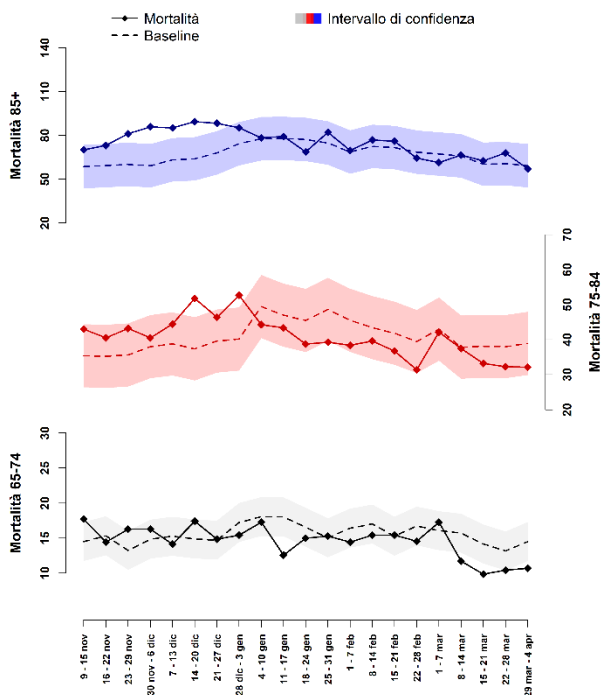 Mortalità
Baseline
Intervallo di confidenza
Mortalità 85+
140
110
80
50
20
Mortalità 75-84
70
60
50
40
30
20
Mortalità 65-74
30
25
20
15
10
9 - 15 nov
16 - 22 nov
23 - 29 nov
30 nov - 6 dic
7 - 13 dic
14 - 20 dic
21 - 27 dic
28 dic - 3 gen
4 - 10 gen
11 - 17 gen
18 - 24 gen
25 - 31 gen
1 - 7 feb
8 - 14 feb
15 - 21 feb
22 - 28 feb
1 - 7 mar
8 - 14 mar
15 - 21 mar
22 - 28 mar
29 mar - 4 apr